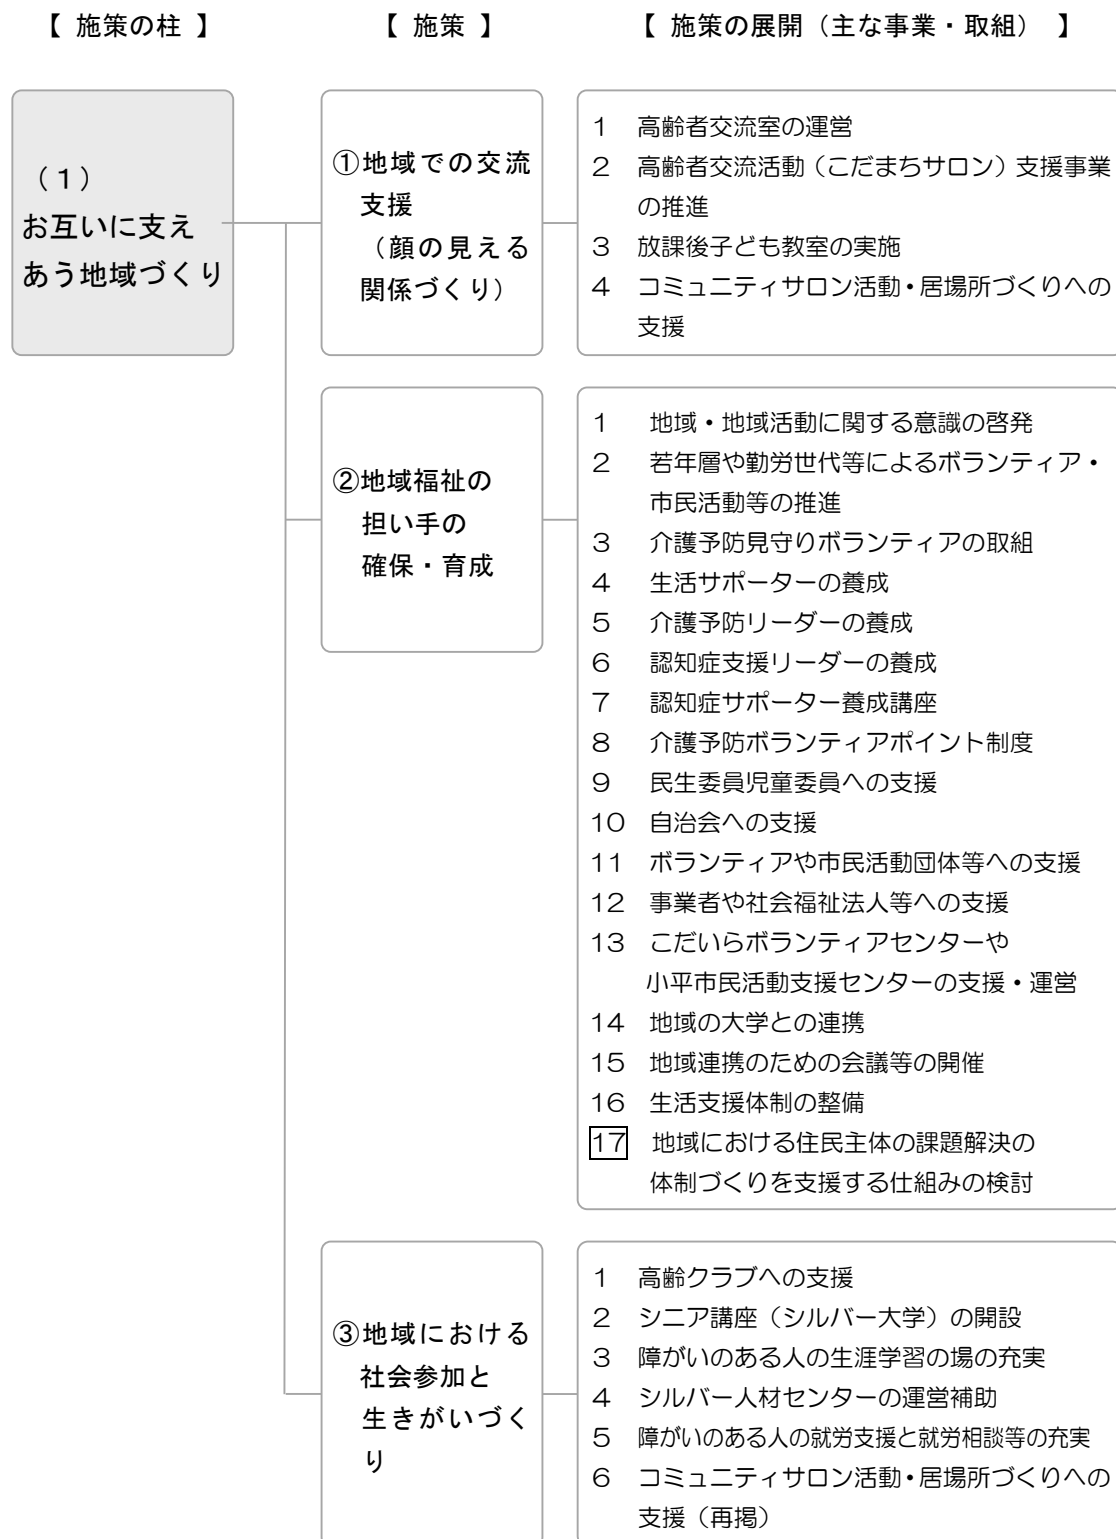 【 施策の柱 】
【 施策 】
【 施策の展開（主な事業・取組） 】
（１）
お互いに支え
あう地域づくり
①地域での交流
支援
（顔の見える
関係づくり）
1 高齢者交流室の運営
2 高齢者交流活動（こだまちサロン）支援事業
の推進
3 放課後子ども教室の実施
4 コミュニティサロン活動・居場所づくりへの
支援
②地域福祉の
担い手の
確保・育成
1 地域・地域活動に関する意識の啓発
2 若年層や勤労世代等によるボランティア・
市民活動等の推進
3 介護予防見守りボランティアの取組
4 生活サポーターの養成
5 介護予防リーダーの養成
6 認知症支援リーダーの養成
7 認知症サポーター養成講座
8 介護予防ボランティアポイント制度
9 民生委員児童委員への支援
10 自治会への支援
11 ボランティアや市民活動団体等への支援
12 事業者や社会福祉法人等への支援
13 こだいらボランティアセンターや
小平市民活動支援センターの支援・運営
14 地域の大学との連携
15 地域連携のための会議等の開催
16 生活支援体制の整備
17 地域における住民主体の課題解決の
体制づくりを支援する仕組みの検討
③地域における
社会参加と
生きがいづく
り
1 高齢クラブへの支援
2 シニア講座（シルバー大学）の開設
3 障がいのある人の生涯学習の場の充実
4 シルバー人材センターの運営補助
5 障がいのある人の就労支援と就労相談等の充実
6 コミュニティサロン活動・居場所づくりへの
支援（再掲）